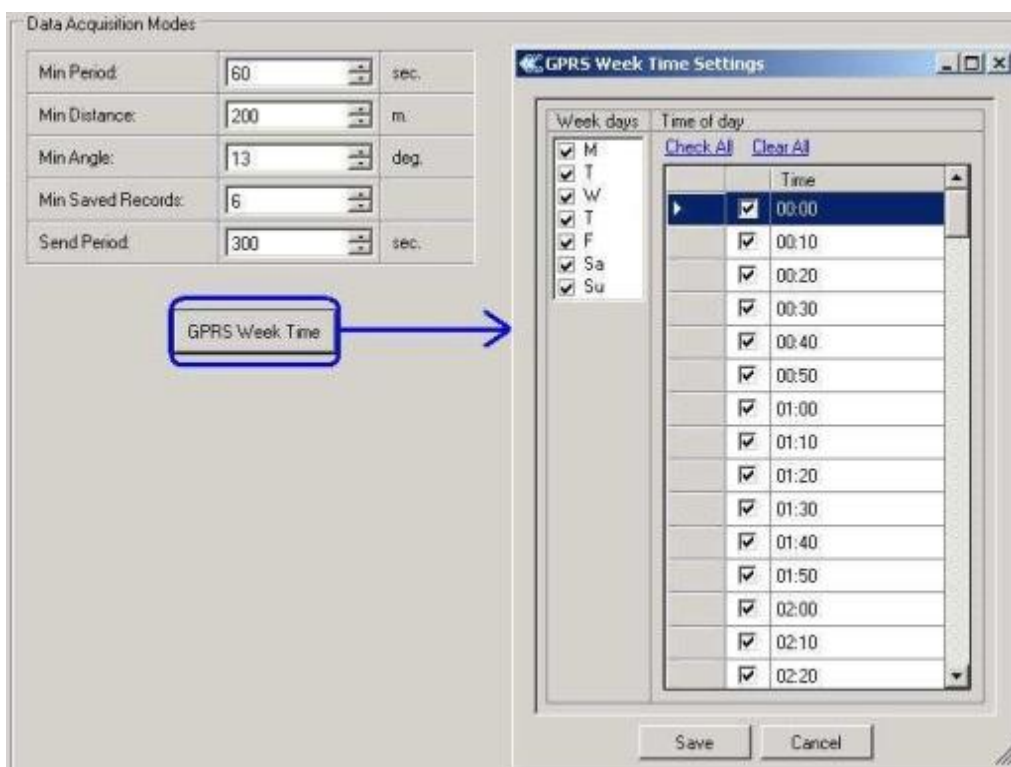 Data Acquisition Modes
Min Period: 60 sec.
Min Distance: 200 m.
Min Angle: 13 deg.
Min Saved Records: 6
Send Period: 300 sec.
GPRS Week Time
GPRS Week Time Settings
Week days
M
T
W
T
F
Sa
Su
Time of day
Check All Clear All
Time
00:00
00:10
00:20
00:30
00:40
00:50
01:00
01:10
01:20
01:30
01:40
01:50
02:00
02:10
02:20
Save Cancel